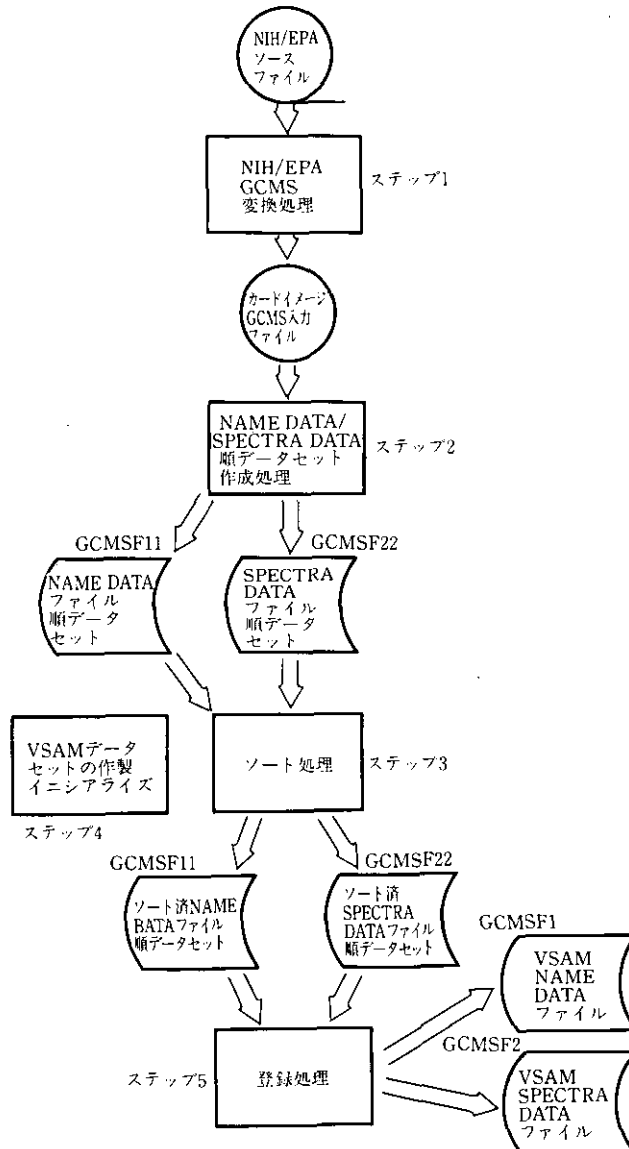 NIH/EPA
ソース
ファイル
NIH/EPA
GCMS
変換処理
ステップ1
カードイメージ
GCMS入力
ファイル
NAME DATA/
SPECTRA DATA
順データセット
作成処理
ステップ2
GCMSF11
GCMSF22
NAME DATA
ファイル
順データ
セット
SPECTRA
DATA
ファイル
順データ
セット
VSAMデータ
セットの作製
イニシアライズ
ステップ4
ソート処理
ステップ3
GCMSF11
GCMSF22
ソート済NAME
BATAファイル
順データセット
ソート済
SPECTRA
DATAファイル
順データセット
GCMSF1
VSAM
NAME
DATA
ファイル
GCMSF2
ステップ5
登録処理
VSAM
SPECTRA
DATA
ファイル